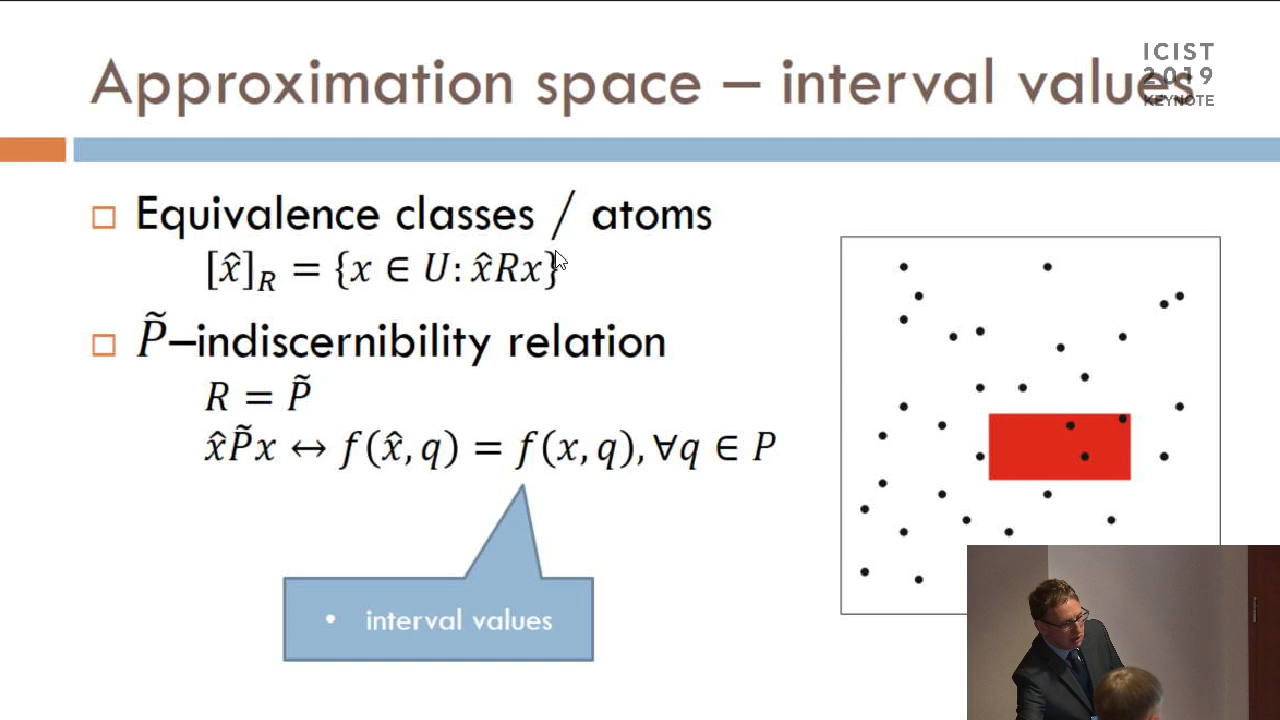 Approximation space – interval values
ICIST
2019
KEYNOTE
Equivalence classes / atoms
[x̂]_R = {x ∈ U: x̂Rx}
P̃–indiscernibility relation
R = P̃
x̂P̃x ↔ f(x̂, q) = f(x, q), ∀q ∈ P
• interval values